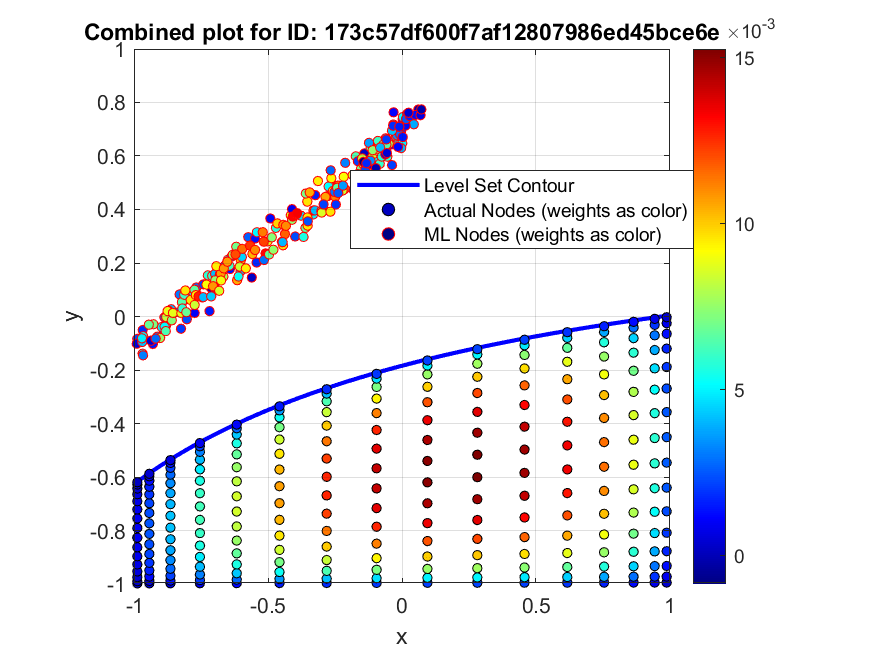 Combined plot for ID: 173c57df600f7af12807986ed45bce6e
×10^-3
1
0.8
0.6
0.4
0.2
0
-0.2
-0.4
-0.6
-0.8
-1
y
Level Set Contour
Actual Nodes (weights as color)
ML Nodes (weights as color)
15
10
5
0
-1 -0.5 0 0.5 1
x